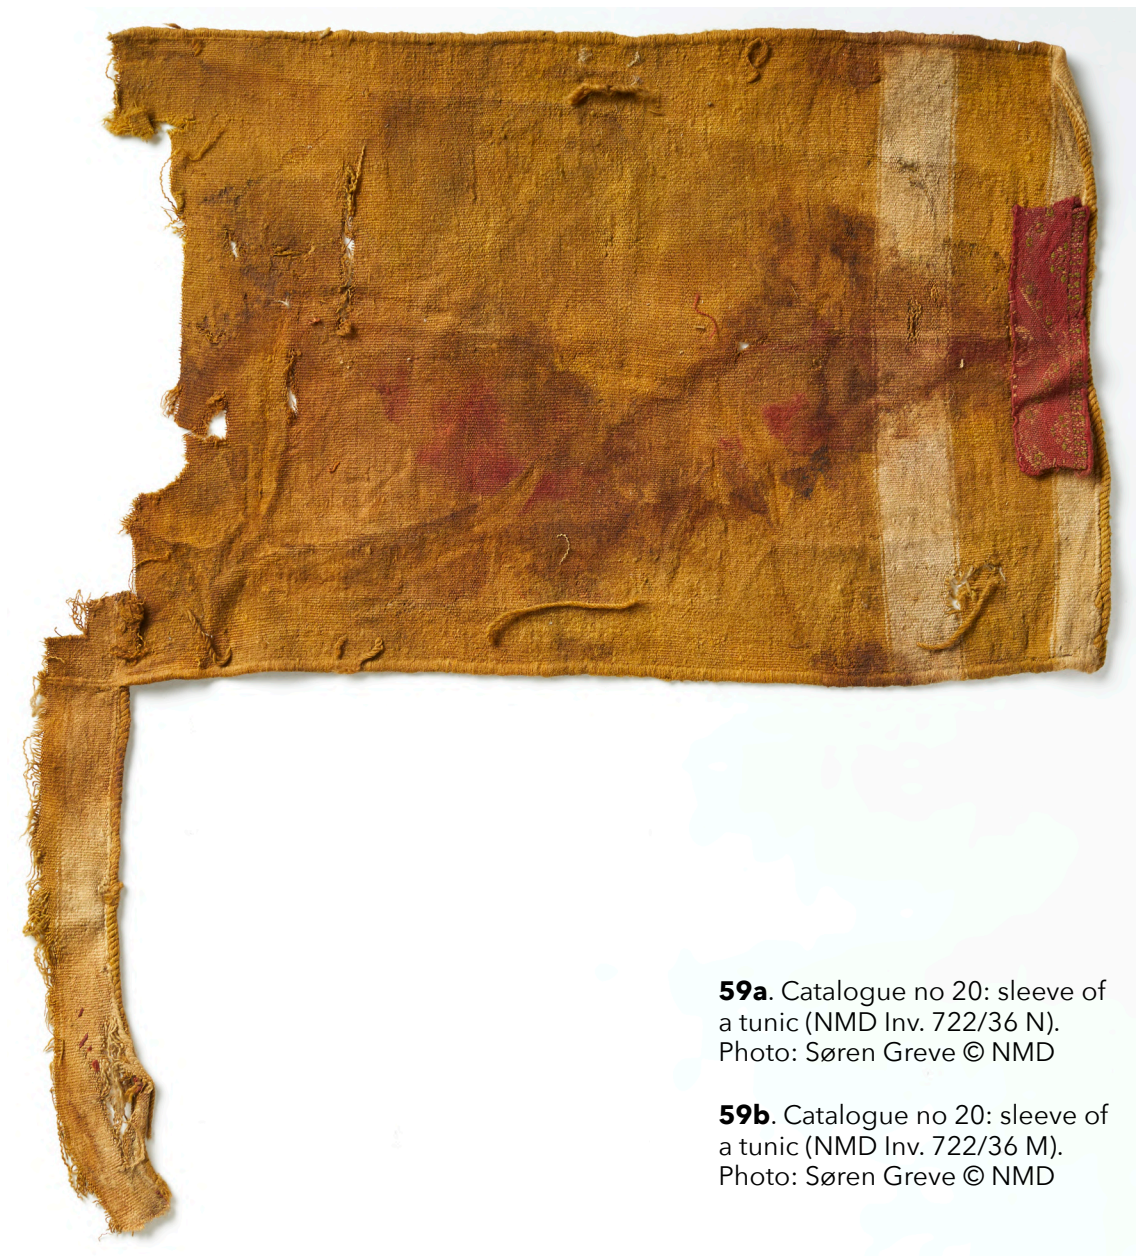 59a. Catalogue no 20: sleeve of
a tunic (NMD Inv. 722/36 N).
Photo: Søren Greve © NMD
59b. Catalogue no 20: sleeve of
a tunic (NMD Inv. 722/36 M).
Photo: Søren Greve © NMD